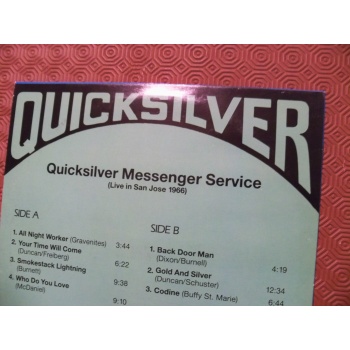 QUICKSILVER
Quicksilver Messenger Service
(Live in San Jose 1966)
SIDE A
1. All Night Worker (Gravenites) 3:44
2. Your Time Will Come
(Duncan/Freiberg) 6:22
3. Smokestack Lightning
(Burnett) 9:38
4. Who Do You Love
(McDaniel) 9:10
SIDE B
1. Back Door Man
(Dixon/Burnell) 4:19
2. Gold And Silver
(Duncan/Schuster) 12:34
3. Codine (Buffy St. Marie) 6:44